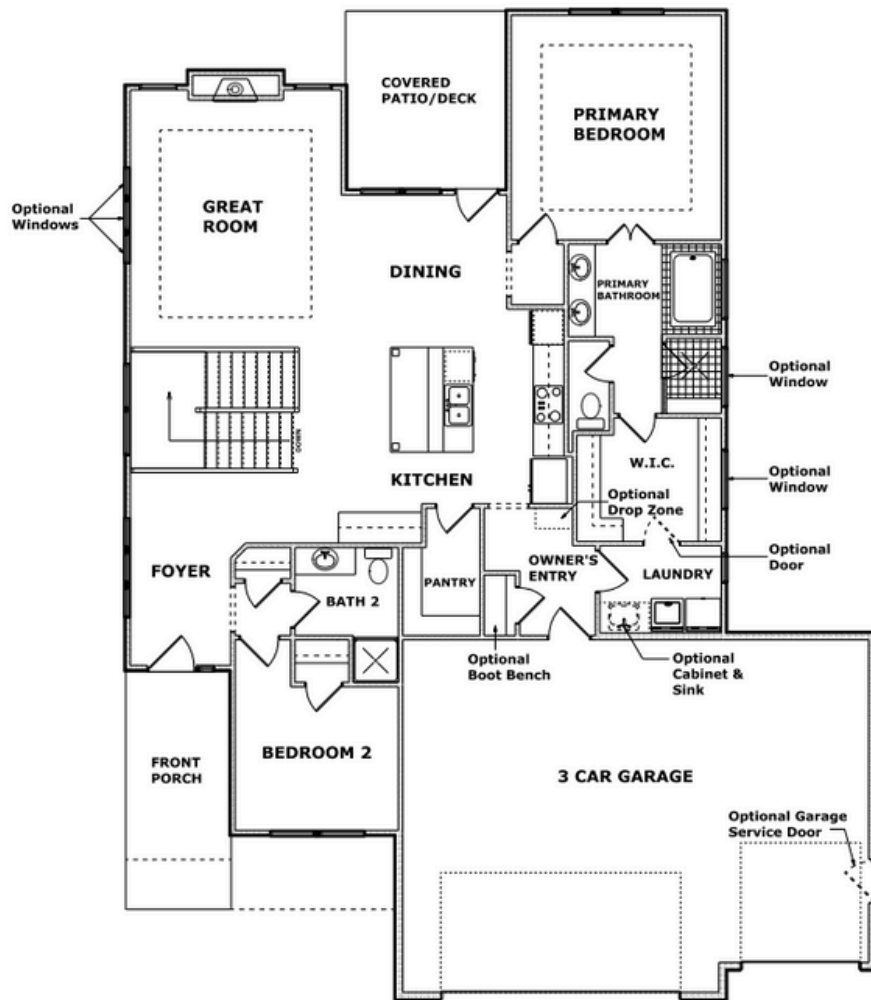 COVERED
PATIO/DECK
PRIMARY
BEDROOM
Optional
Windows
GREAT
ROOM
DINING
PRIMARY
BATHROOM
Optional
Window
DOWN
KITCHEN
W.I.C.
Optional
Window
Optional
Drop Zone
FOYER
BATH 2
PANTRY
OWNER'S
ENTRY
LAUNDRY
Optional
Door
Optional
Boot Bench
Optional
Cabinet &
Sink
BEDROOM 2
FRONT
PORCH
3 CAR GARAGE
Optional Garage
Service Door